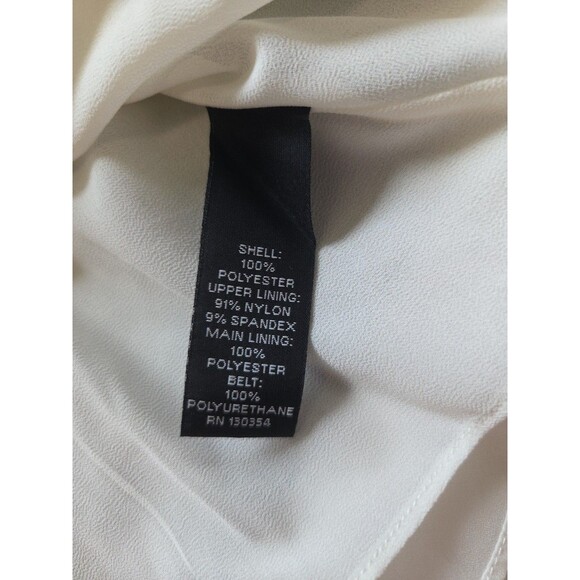 SHELL:
100%
POLYESTER
UPPER LINING:
91% NYLON
9% SPANDEX
MAIN LINING:
100%
POLYESTER
BELT:
100%
POLYURETHANE
RN 130354